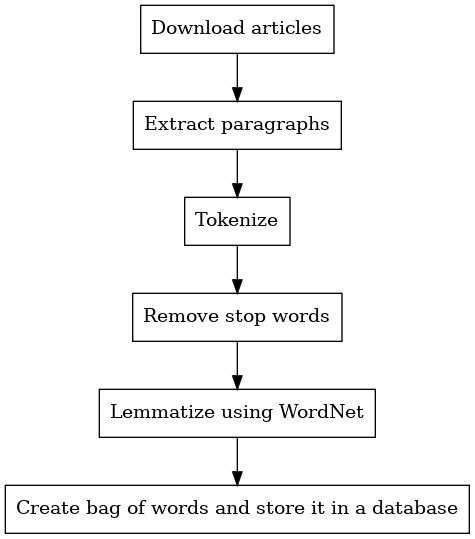 Download articles
Extract paragraphs
Tokenize
Remove stop words
Lemmatize using WordNet
Create bag of words and store it in a database